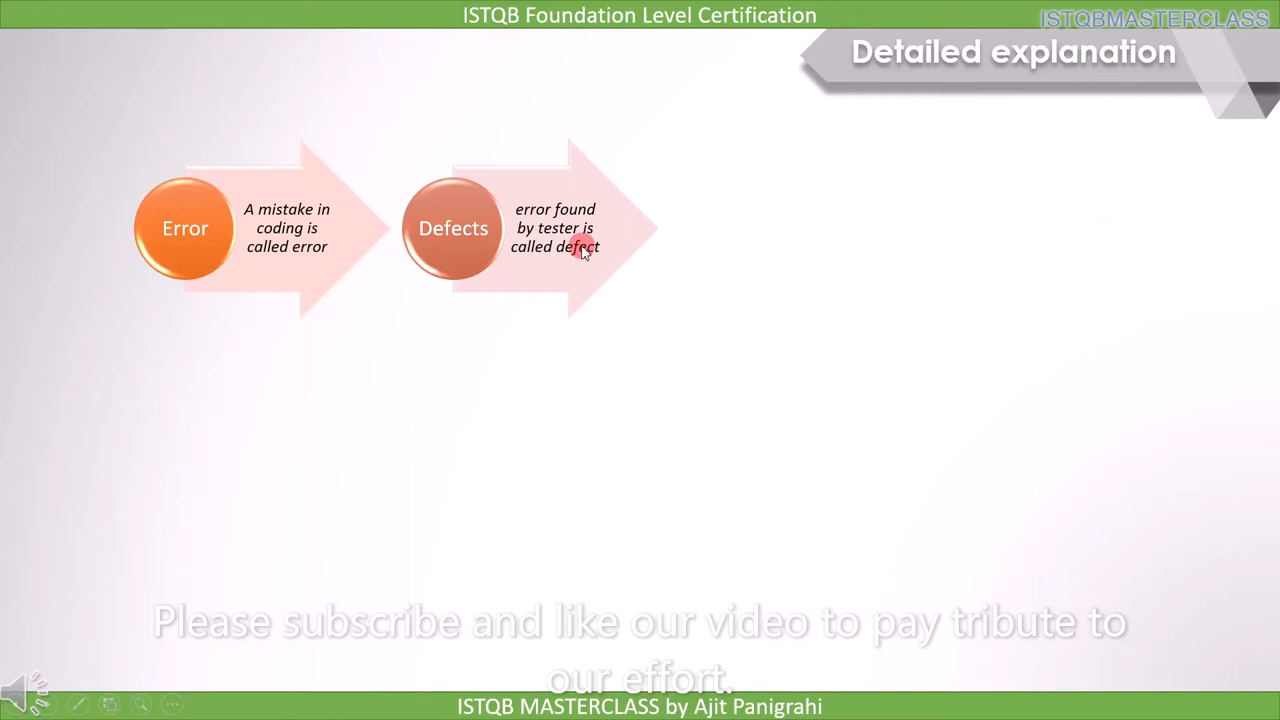 ISTQB Foundation Level Certification
ISTQBMASTERCLASS
Detailed explanation
Error
A mistake in
coding is
called error
Defects
error found
by tester is
called defect
Please subscribe and like our video to pay tribute to
our effort.
ISTQB MASTERCLASS by Ajit Panigrahi